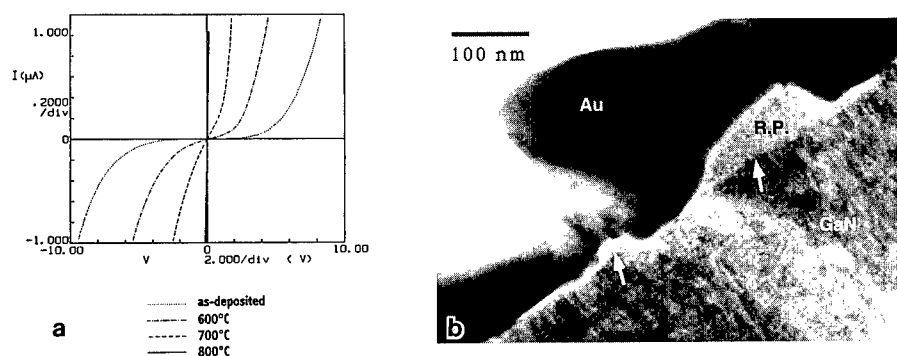 a
1.000
I (μA)
.2000
/div
0
-1.000
-10.00
0
10.00
V
2.000/div
( V)
as-deposited
600°C
700°C
800°C
100 nm
Au
R.P.
GaN
b